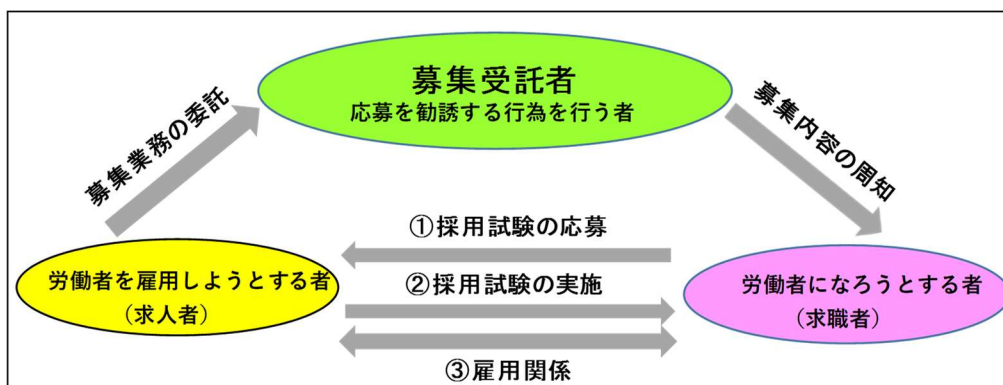 募集受託者
応募を勧誘する行為を行う者
募集業務の委託
募集内容の周知
①採用試験の応募
労働者を雇用しようとする者
（求人者）
②採用試験の実施
労働者になろうとする者
（求職者）
③雇用関係